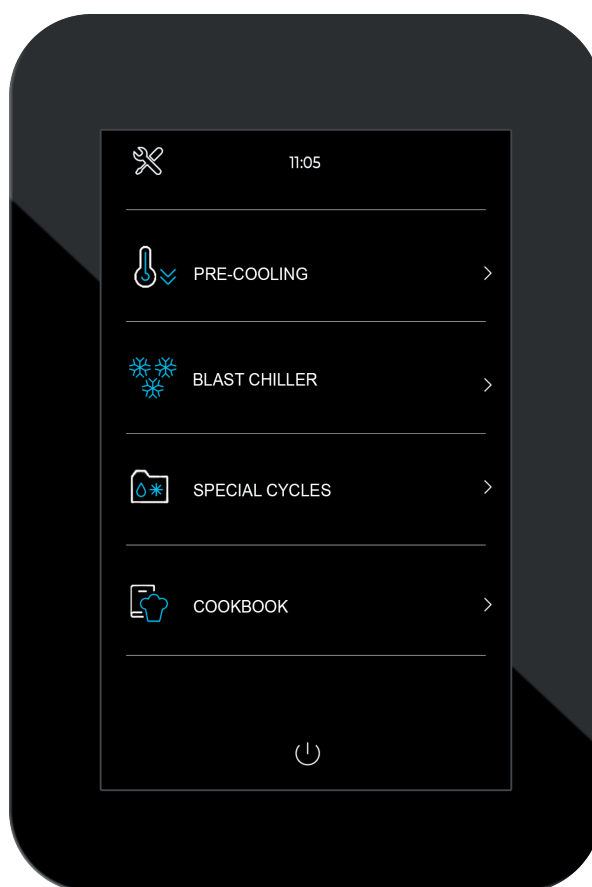 11:05
PRE-COOLING
BLAST CHILLER
SPECIAL CYCLES
COOKBOOK